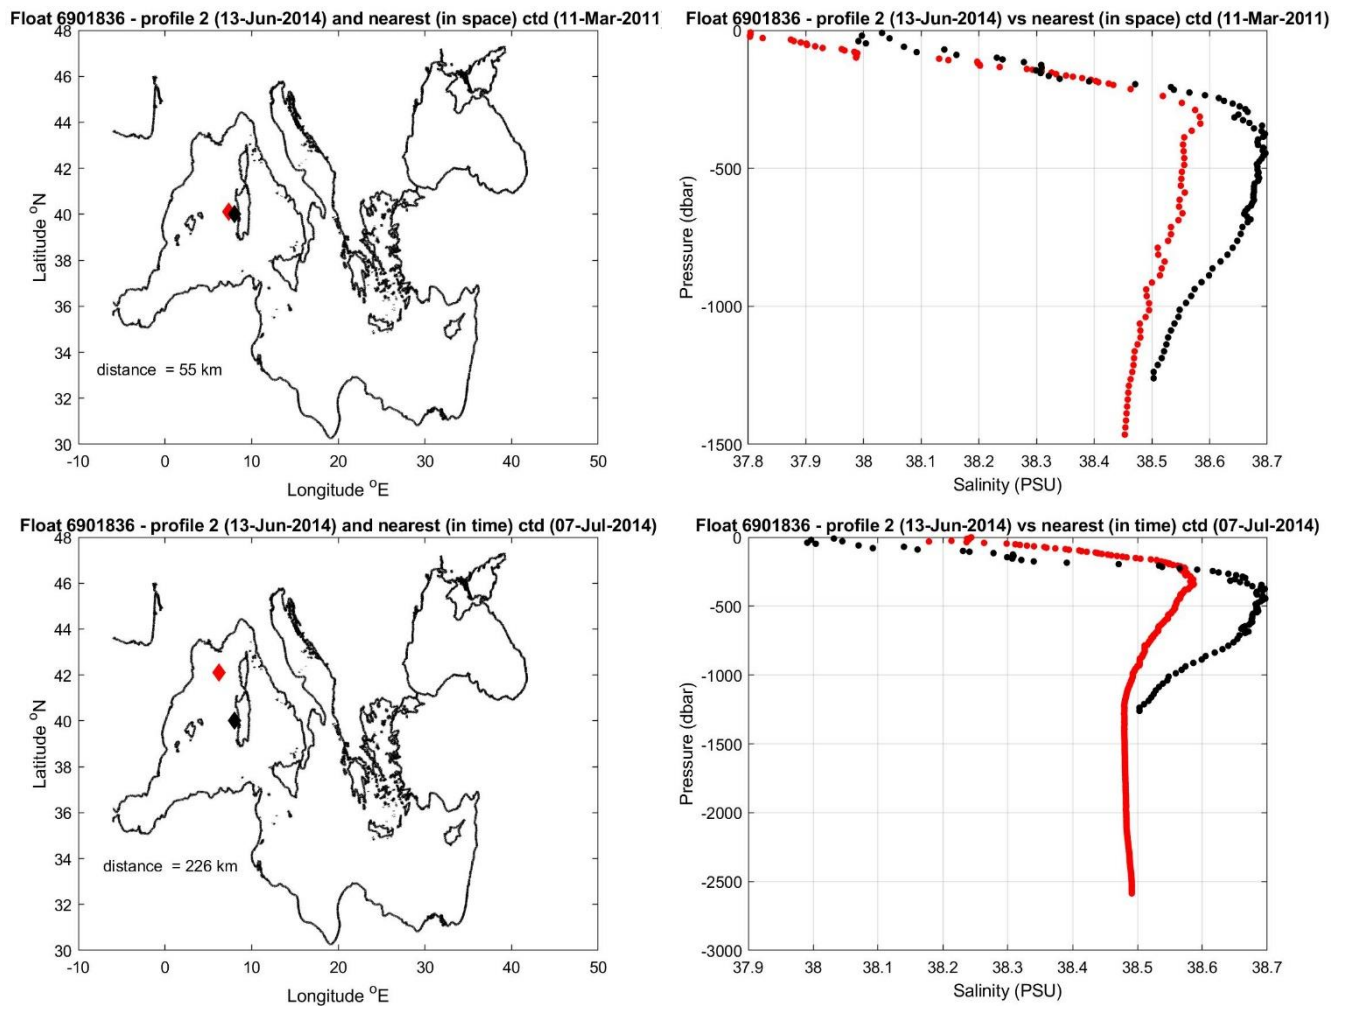 Float 6901836 - profile 2 (13-Jun-2014) and nearest (in space) ctd (11-Mar-2011
48
46
44
42
40
38
36
34
32
30
Latitude °N
distance = 55 km
-10 0 10 20 30 40 50
Longitude °E
Float 6901836 - profile 2 (13-Jun-2014) vs nearest (in space) ctd (11-Mar-2011)
0
-500
-1000
-1500
Pressure (dbar)
37.8 37.9 38 38.1 38.2 38.3 38.4 38.5 38.6 38.7
Salinity (PSU)
Float 6901836 - profile 2 (13-Jun-2014) and nearest (in time) ctd (07-Jul-2014)
48
46
44
42
40
38
36
34
32
30
Latitude °N
distance = 226 km
-10 0 10 20 30 40 50
Longitude °E
Float 6901836 - profile 2 (13-Jun-2014) vs nearest (in time) ctd (07-Jul-2014)
0
-500
-1000
-1500
-2000
-2500
-3000
Pressure (dbar)
37.9 38 38.1 38.2 38.3 38.4 38.5 38.6 38.7
Salinity (PSU)